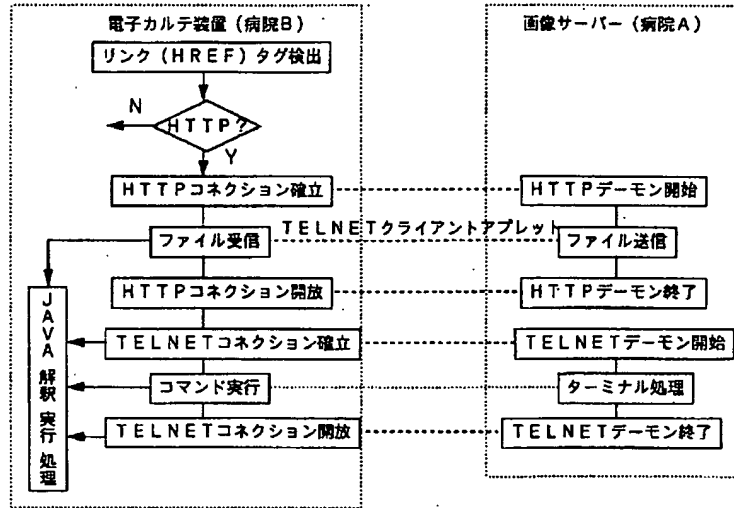 電子カルテ装置（病院B）
画像サーバー（病院A）
リンク（HREF）タグ検出
N
HTTP？
Y
HTTPコネクション確立
HTTPデーモン開始
ファイル受信
TELNETクライアントアプレット
ファイル送信
HTTPコネクション開放
HTTPデーモン終了
JAVA解釈実行処理
TELNETコネクション確立
TELNETデーモン開始
コマンド実行
ターミナル処理
TELNETコネクション開放
TELNETデーモン終了